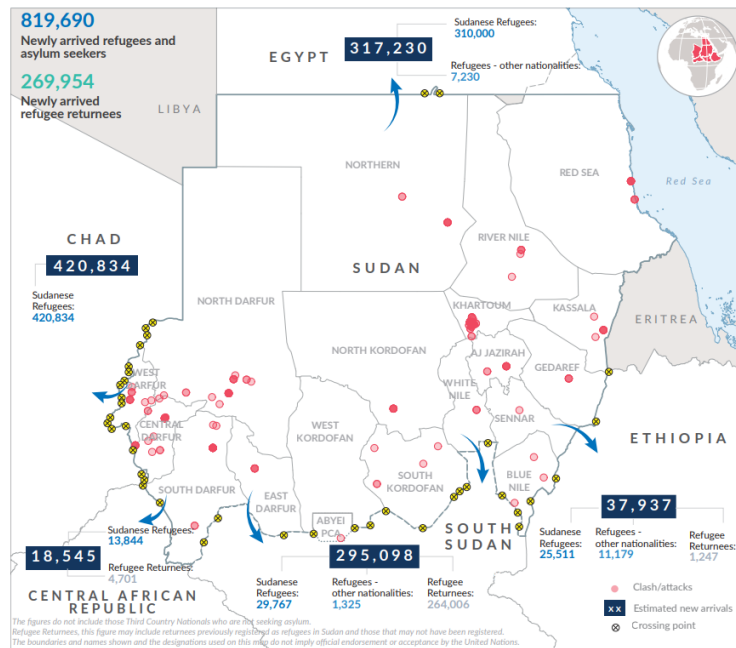 819,690
Newly arrived refugees and
asylum seekers
269,954
Newly arrived
refugee returnees
LIBYA
EGYPT
317,230
Sudanese Refugees:
310,000
Refugees - other nationalities:
7,230
Red Sea
NORTHERN
RED SEA
CHAD
420,834
Sudanese
Refugees:
420,834
SUDAN
RIVER NILE
NORTH DARFUR
KHARTOUM
KASSALA
ERITREA
NORTH KORDOFAN
AJ JAZIRAH
GEDAREF
WEST
DARFUR
WHITE
NILE
SENNAR
CENTRAL
DARFUR
WEST
KORDOFAN
ETHIOPIA
SOUTH
KORDOFAN
BLUE
NILE
SOUTH DARFUR
EAST
DARFUR
ABYEI
PCA
SOUTH
SUDAN
37,937
Sudanese
Refugees:
25,511
Refugees -
other nationalities:
11,179
Refugee
Returnees:
1,247
Sudanese Refugees:
13,844
18,545
Refugee Returnees:
4,701
CENTRAL AFRICAN
REPUBLIC
295,098
Sudanese
Refugees:
29,767
Refugees -
other nationalities:
1,325
Refugee
Returnees:
264,006
Clash/attacks
xx Estimated new arrivals
Crossing point
The figures do not include those Third Country Nationals who are not seeking asylum.
Refugee Returnees, this figure may include returnees previously registered as refugees in Sudan and those that may not have been registered.
The boundaries and names shown and the designations used on this map do not imply official endorsement or acceptance by the United Nations.